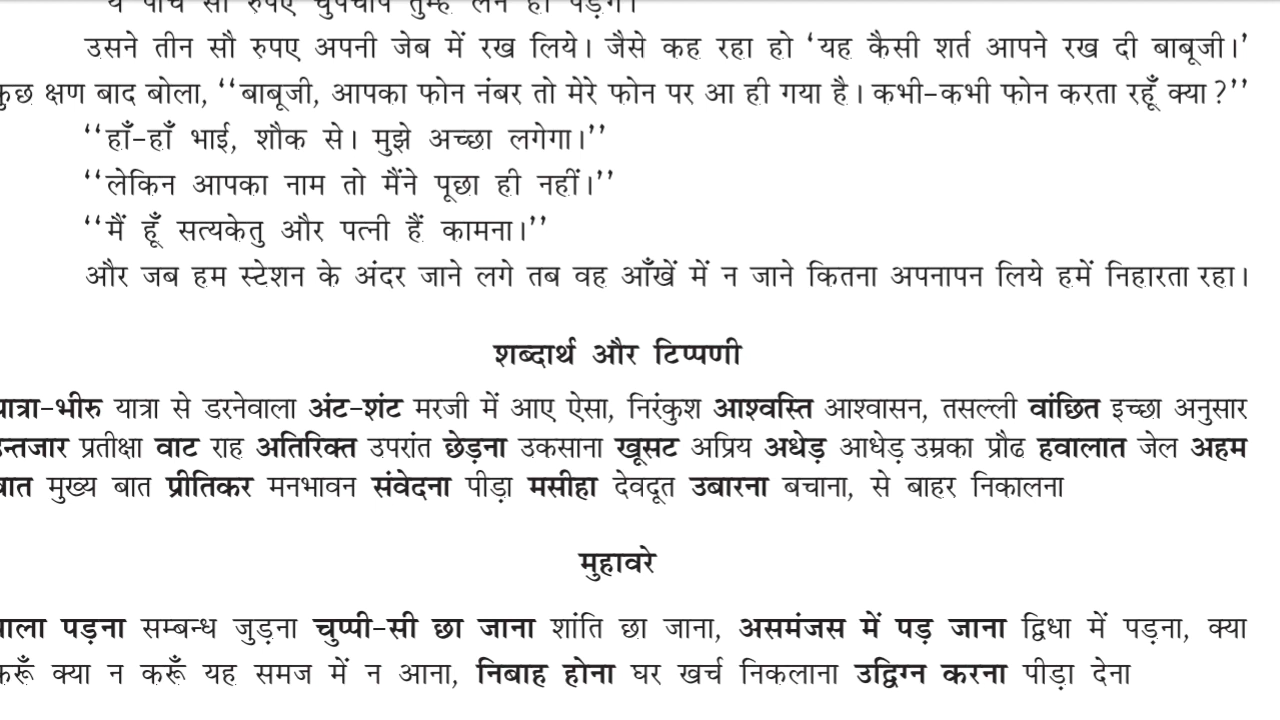 ये पाँच सौ रुपए चुपचाप तुम्हें लेने ही पड़ेंगे।
उसने तीन सौ रुपए अपनी जेब में रख लिये। जैसे कह रहा हो ‘यह कैसी शर्त आपने रख दी बाबूजी।’
कुछ क्षण बाद बोला, ‘‘बाबूजी, आपका फोन नंबर तो मेरे फोन पर आ ही गया है। कभी-कभी फोन करता रहूँ क्या?’’
‘‘हाँ-हाँ भाई, शौक से। मुझे अच्छा लगेगा।’’
‘‘लेकिन आपका नाम तो मैंने पूछा ही नहीं।’’
‘‘मैं हूँ सत्यकेतु और पत्नी हैं कामना।’’
और जब हम स्टेशन के अंदर जाने लगे तब वह आँखें में न जाने कितना अपनापन लिये हमें निहारता रहा।
शब्दार्थ और टिप्पणी
यात्रा-भीरु यात्रा से डरनेवाला अंट-शंट मरजी में आए ऐसा, निरंकुश आश्वस्ति आश्वासन, तसल्ली वांछित इच्छा अनुसार
इन्तजार प्रतीक्षा वाट राह अतिरिक्त उपरांत छेड़ना उकसाना खूसट अप्रिय अधेड़ आधेड़ उम्रका प्रौढ हवालात जेल अहम
बात मुख्य बात प्रीतिकर मनभावन संवेदना पीड़ा मसीहा देवदूत उबारना बचाना, से बाहर निकालना
मुहावरे
पाला पड़ना सम्बन्ध जुड़ना चुप्पी-सी छा जाना शांति छा जाना, असमंजस में पड़ जाना द्विधा में पड़ना, क्या
करूँ क्या न करूँ यह समज में न आना, निबाह होना घर खर्च निकलाना उद्विग्न करना पीड़ा देना